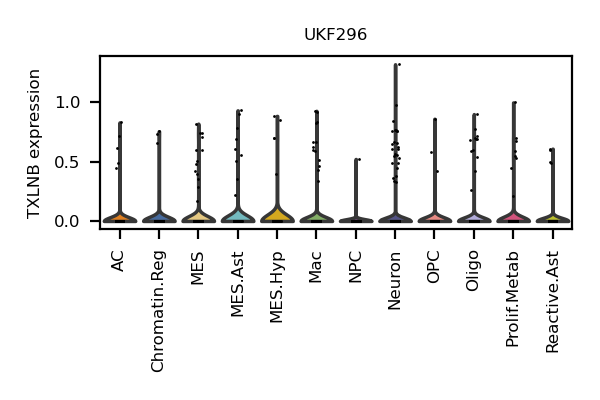 UKF296
TXLNB expression
1.0
0.5
0.0
AC
Chromatin.Reg
MES
MES.Ast
MES.Hyp
Mac
NPC
Neuron
OPC
Oligo
Prolif.Metab
Reactive.Ast